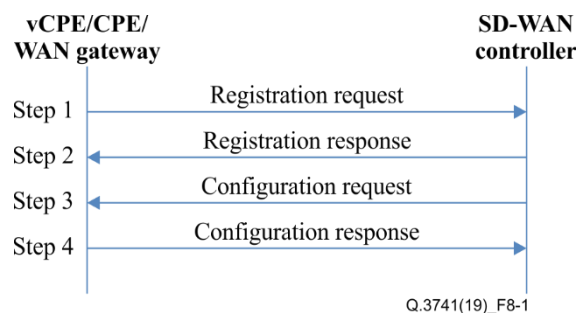 vCPE/CPE/
WAN gateway
SD-WAN
controller
Step 1
Registration request
Step 2
Registration response
Step 3
Configuration request
Step 4
Configuration response
Q.3741(19)_F8-1